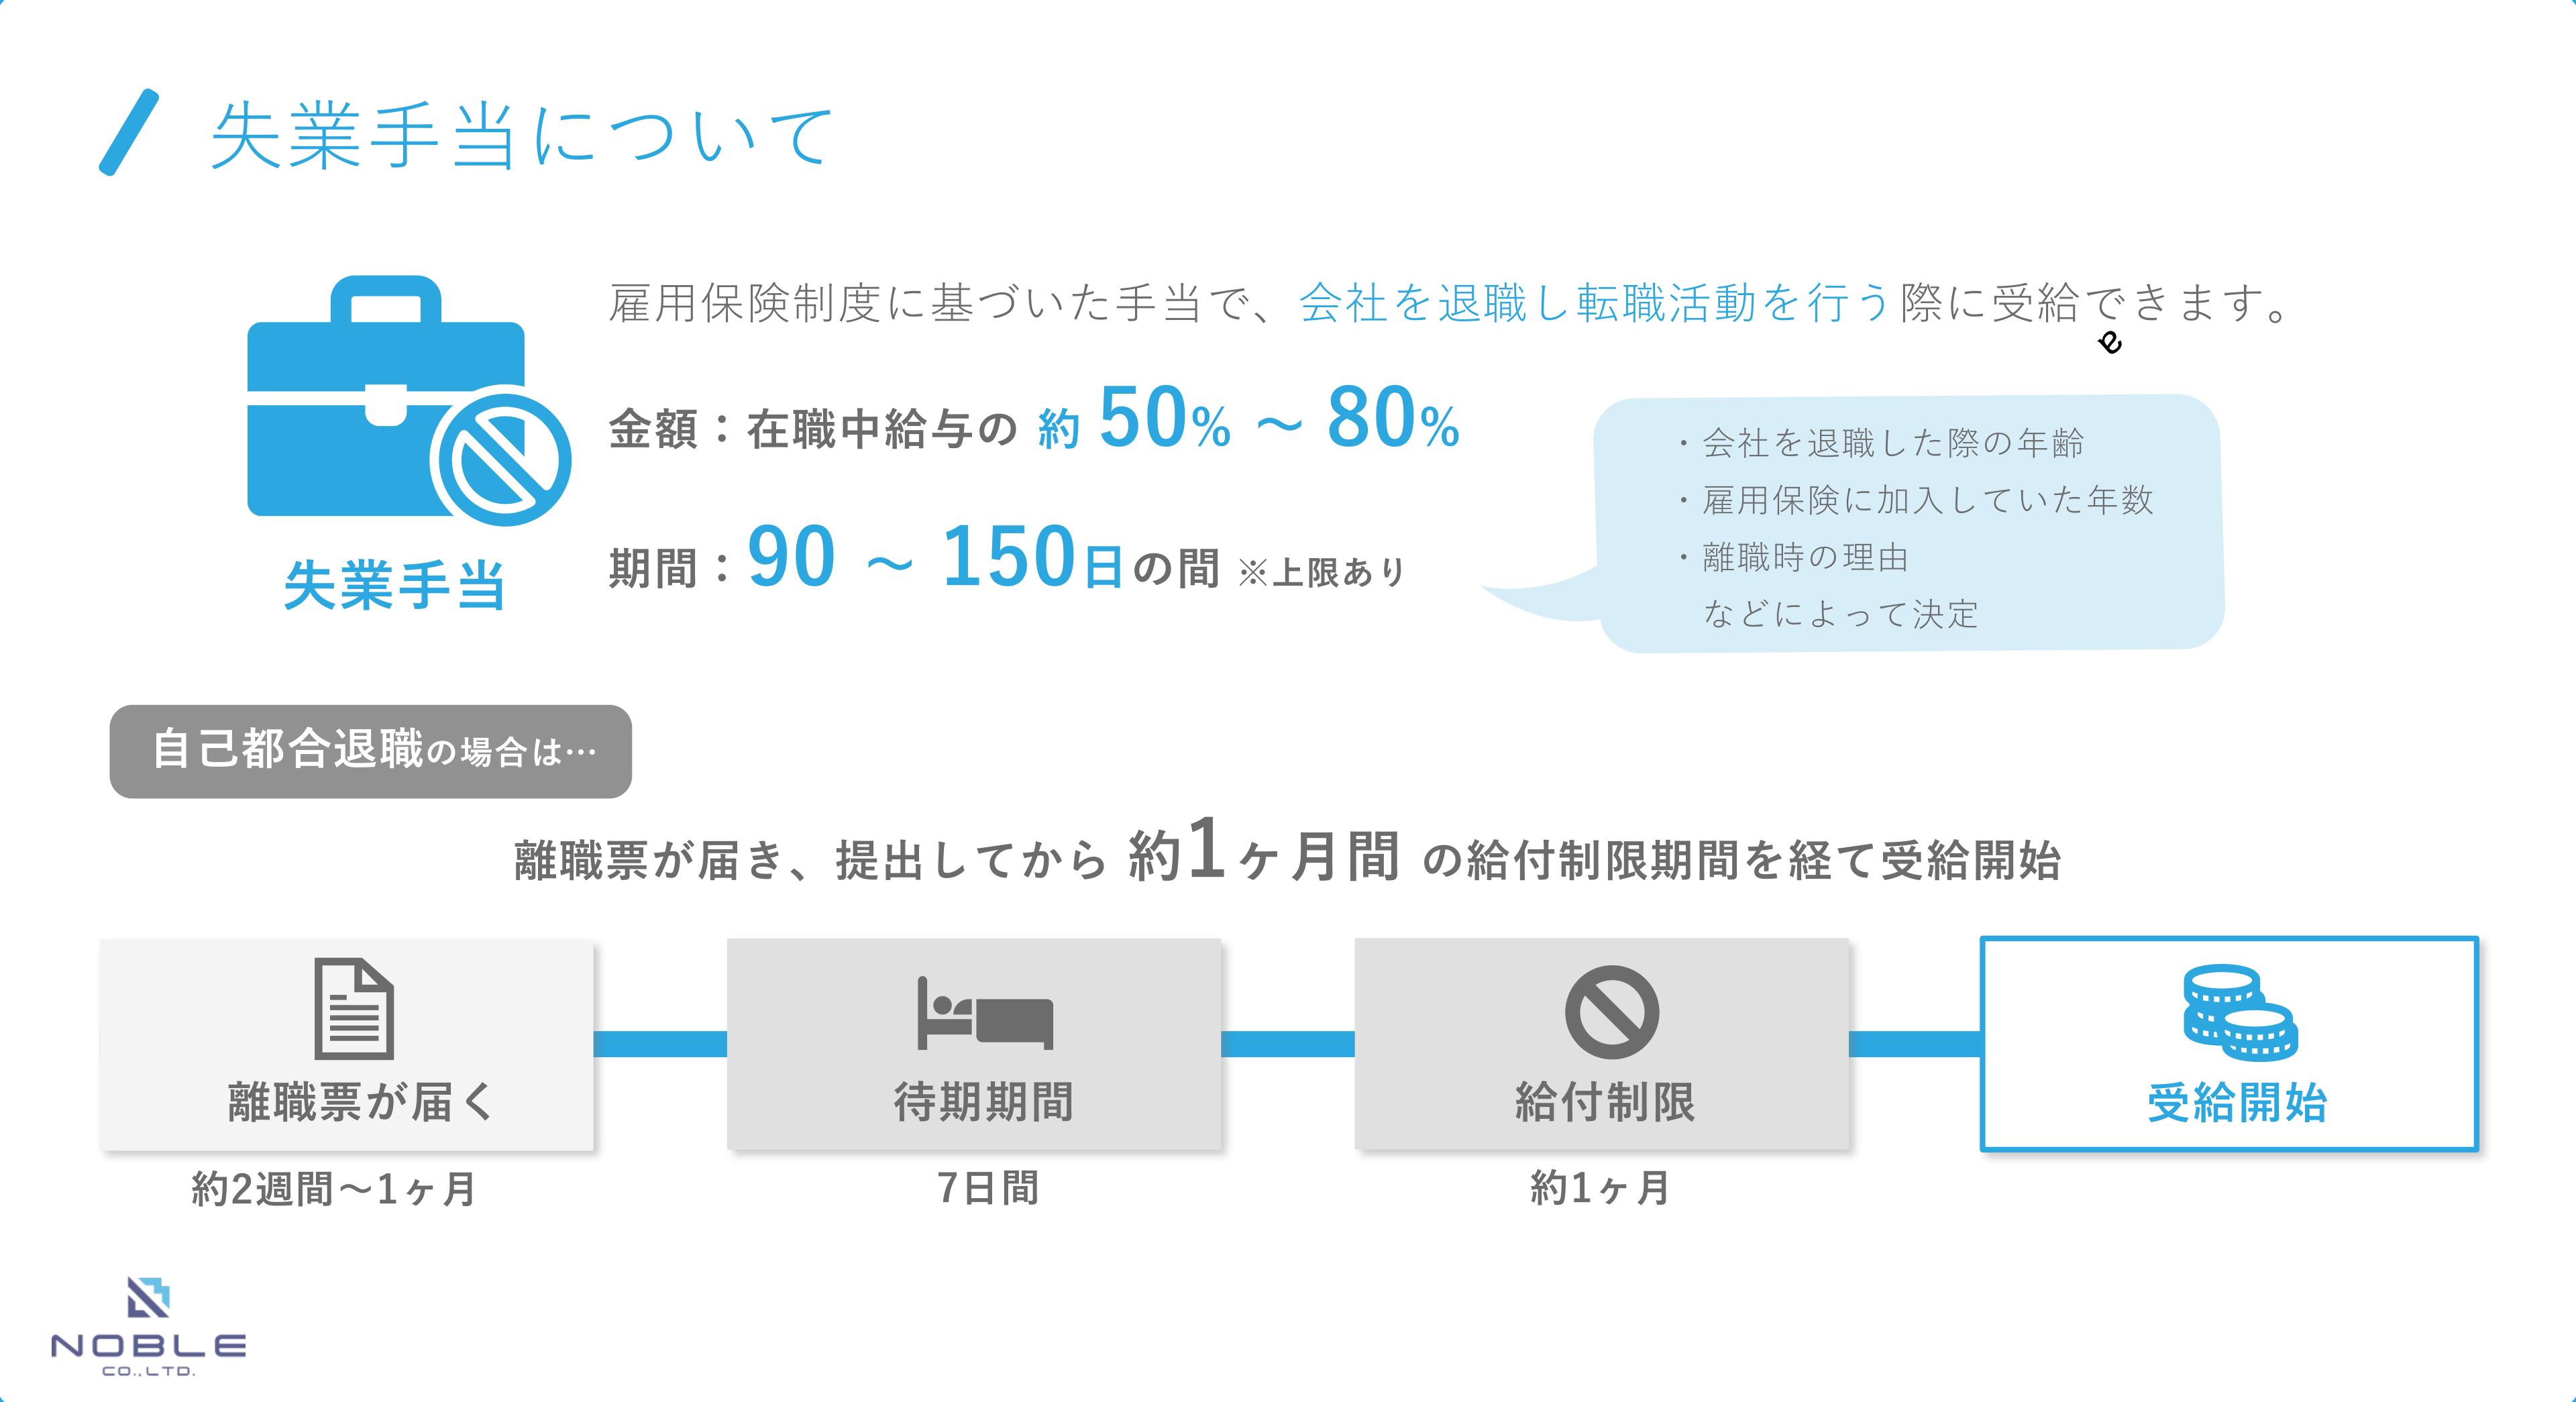 失業手当について
雇用保険制度に基づいた手当で、会社を退職し転職活動を行う際に受給できます。
e
金額：在職中給与の 約 50% ～ 80%
期間：90 ～ 150日の間 ※上限あり
・会社を退職した際の年齢
・雇用保険に加入していた年数
・離職時の理由
などによって決定
失業手当
自己都合退職の場合は…
離職票が届き、提出してから 約1ヶ月間 の給付制限期間を経て受給開始
離職票が届く
待期期間
給付制限
受給開始
約2週間～1ヶ月
7日間
約1ヶ月
NOBLE
CO.,LTD.